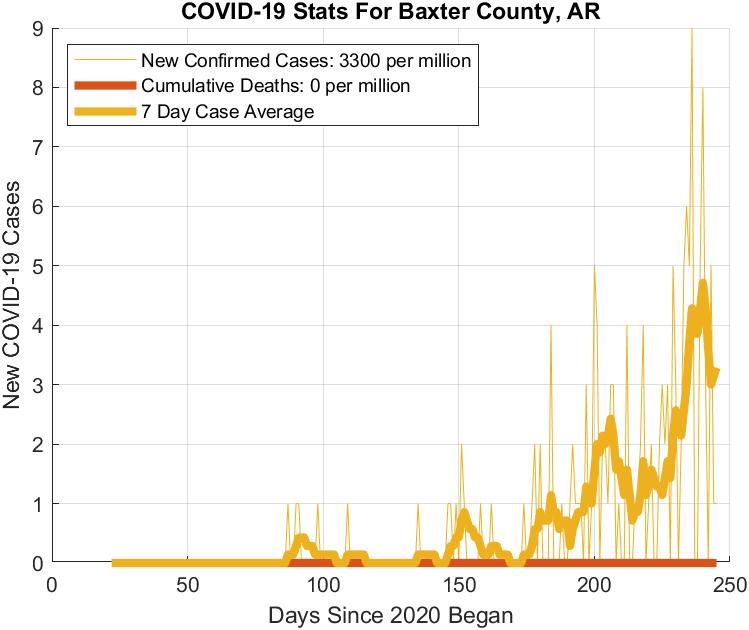 COVID-19 Stats For Baxter County, AR
New Confirmed Cases: 3300 per million
Cumulative Deaths: 0 per million
7 Day Case Average
New COVID-19 Cases
9
8
7
6
5
4
3
2
1
0
0
50
100
150
200
250
Days Since 2020 Began